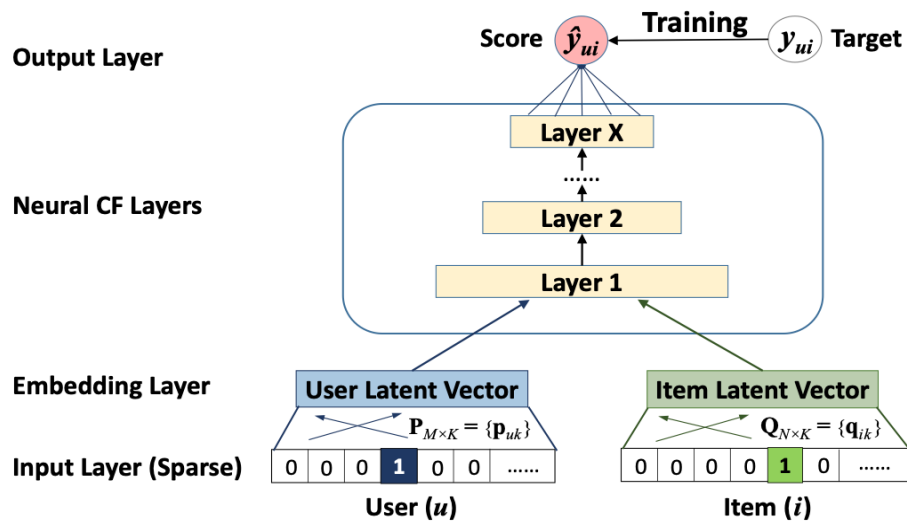 Output Layer
Score
ŷui
Training
yui
Target
Layer X
......
Neural CF Layers
Layer 2
Layer 1
Embedding Layer
User Latent Vector
Item Latent Vector
P M×K = {puk}
Q N×K = {qik}
Input Layer (Sparse)
0 0 0 1 0 0 ......
0 0 0 0 1 0 ......
User (u)
Item (i)